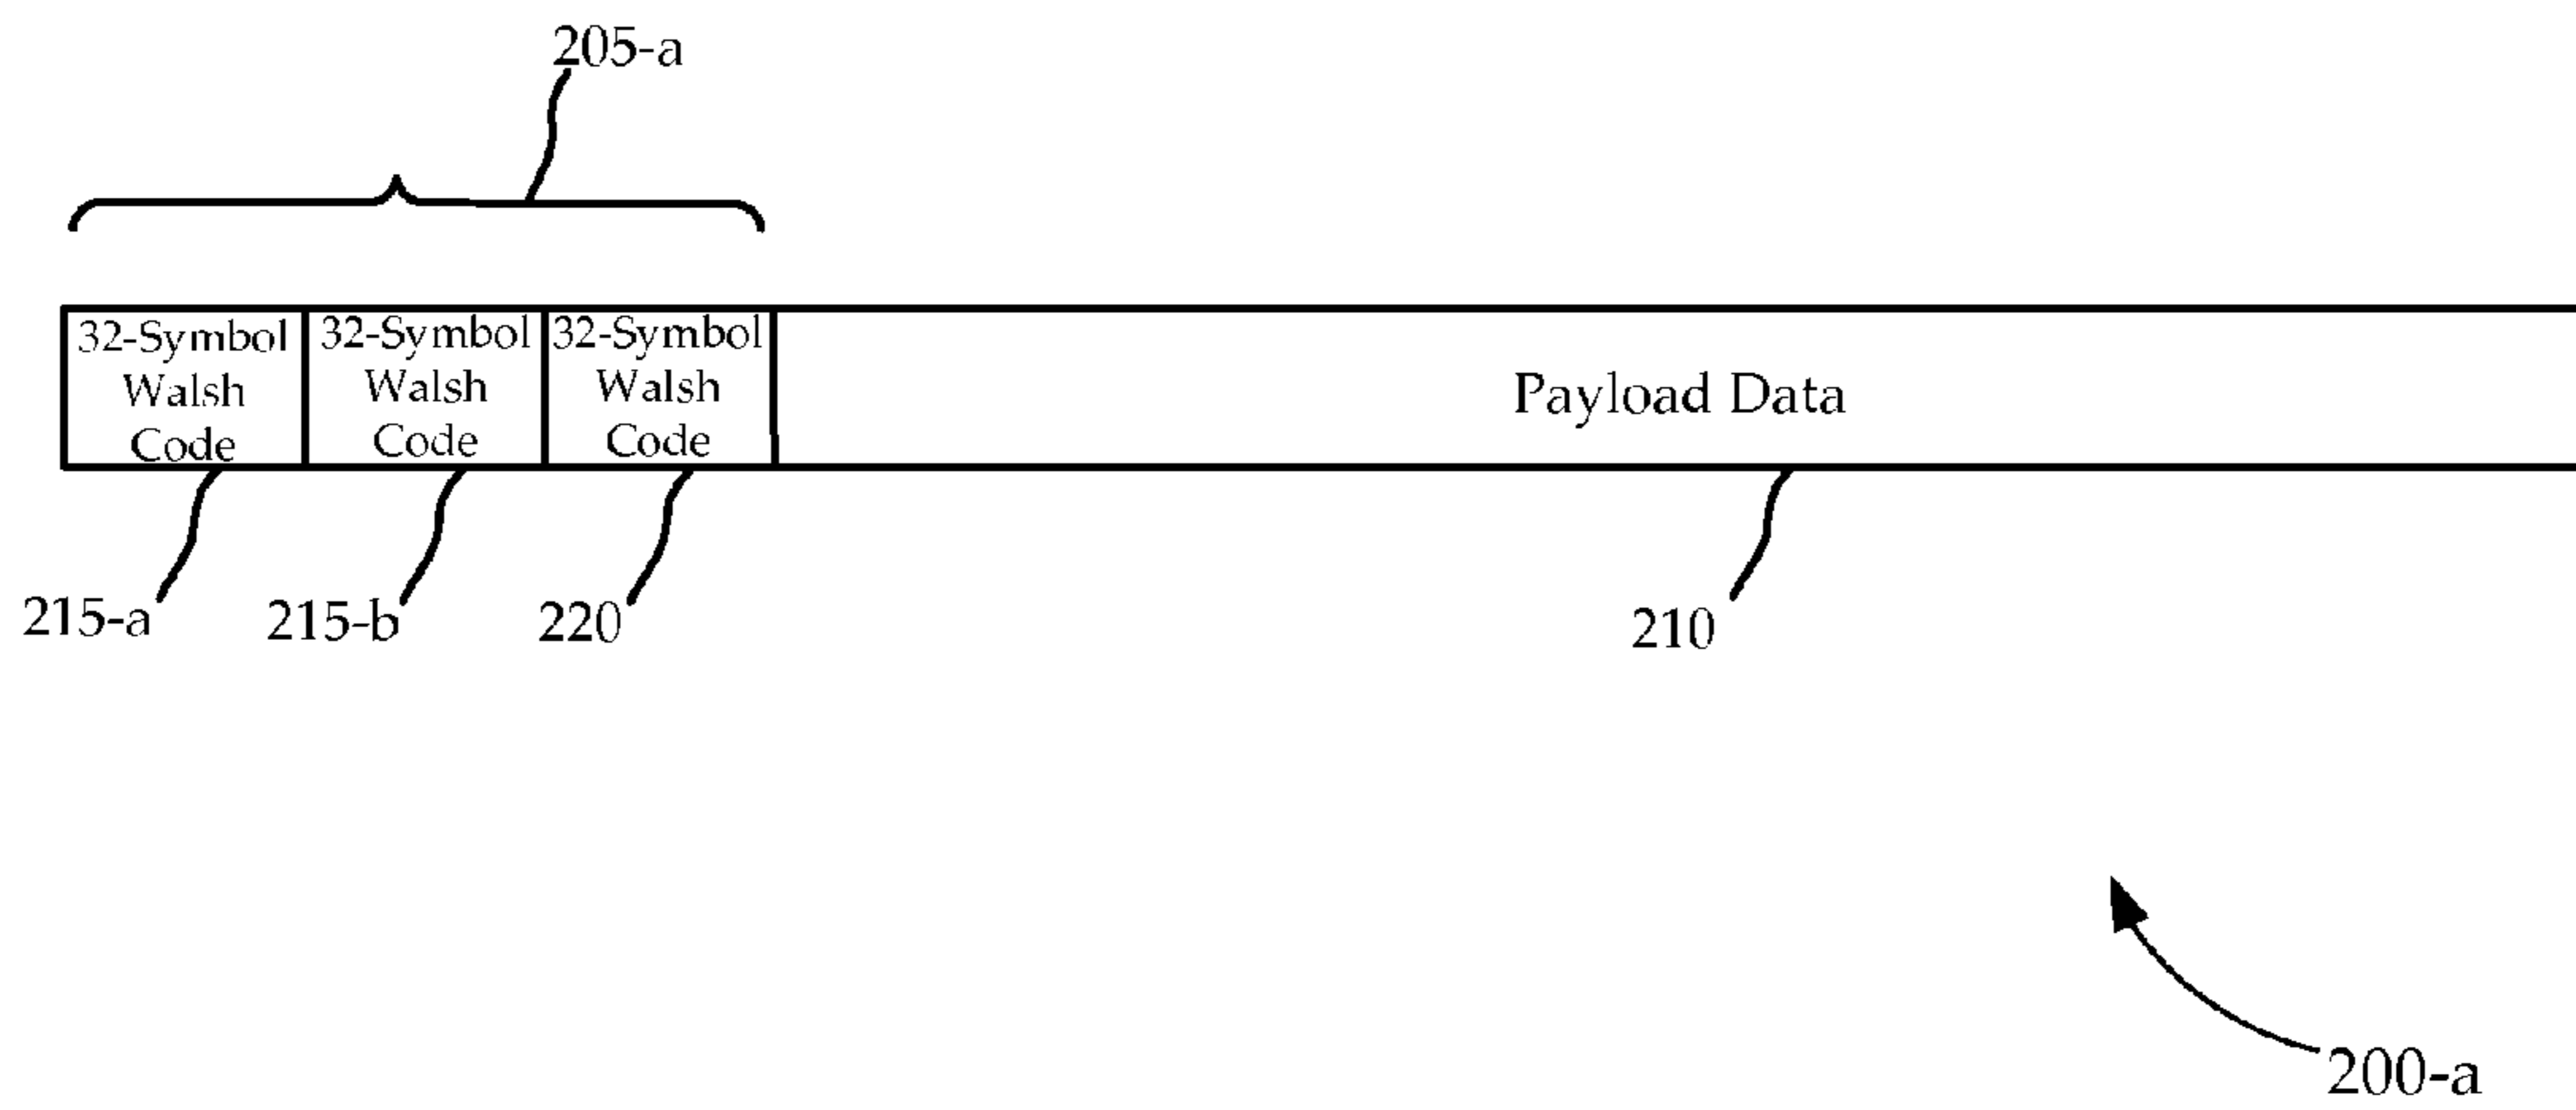 205-a
32-Symbol
Walsh
Code
32-Symbol
Walsh
Code
32-Symbol
Walsh
Code
Payload Data
215-a
215-b
220
210
200-a